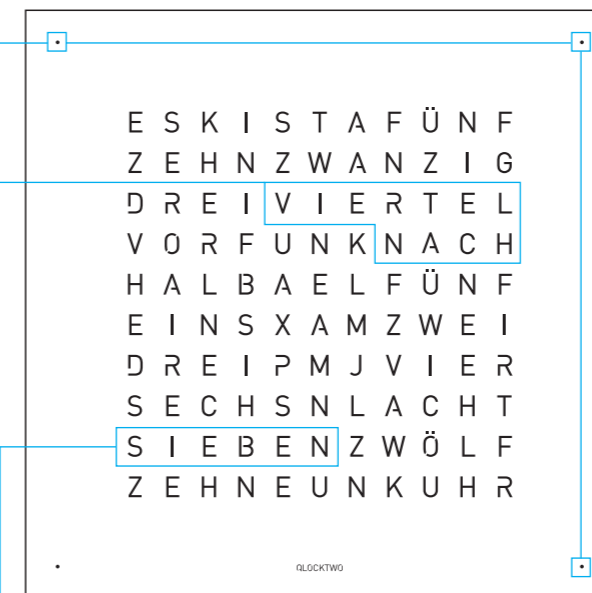 E S K I S T A F Ü N F
Z E H N Z W A N Z I G
D R E I V I E R T E L
V O R F U N K N A C H
H A L B A E L F Ü N F
E I N S X A M Z W E I
D R E I P M J V I E R
S E C H S N L A C H T
S I E B E N Z W Ö L F
Z E H N E U N K U H R
QLOCKTWO